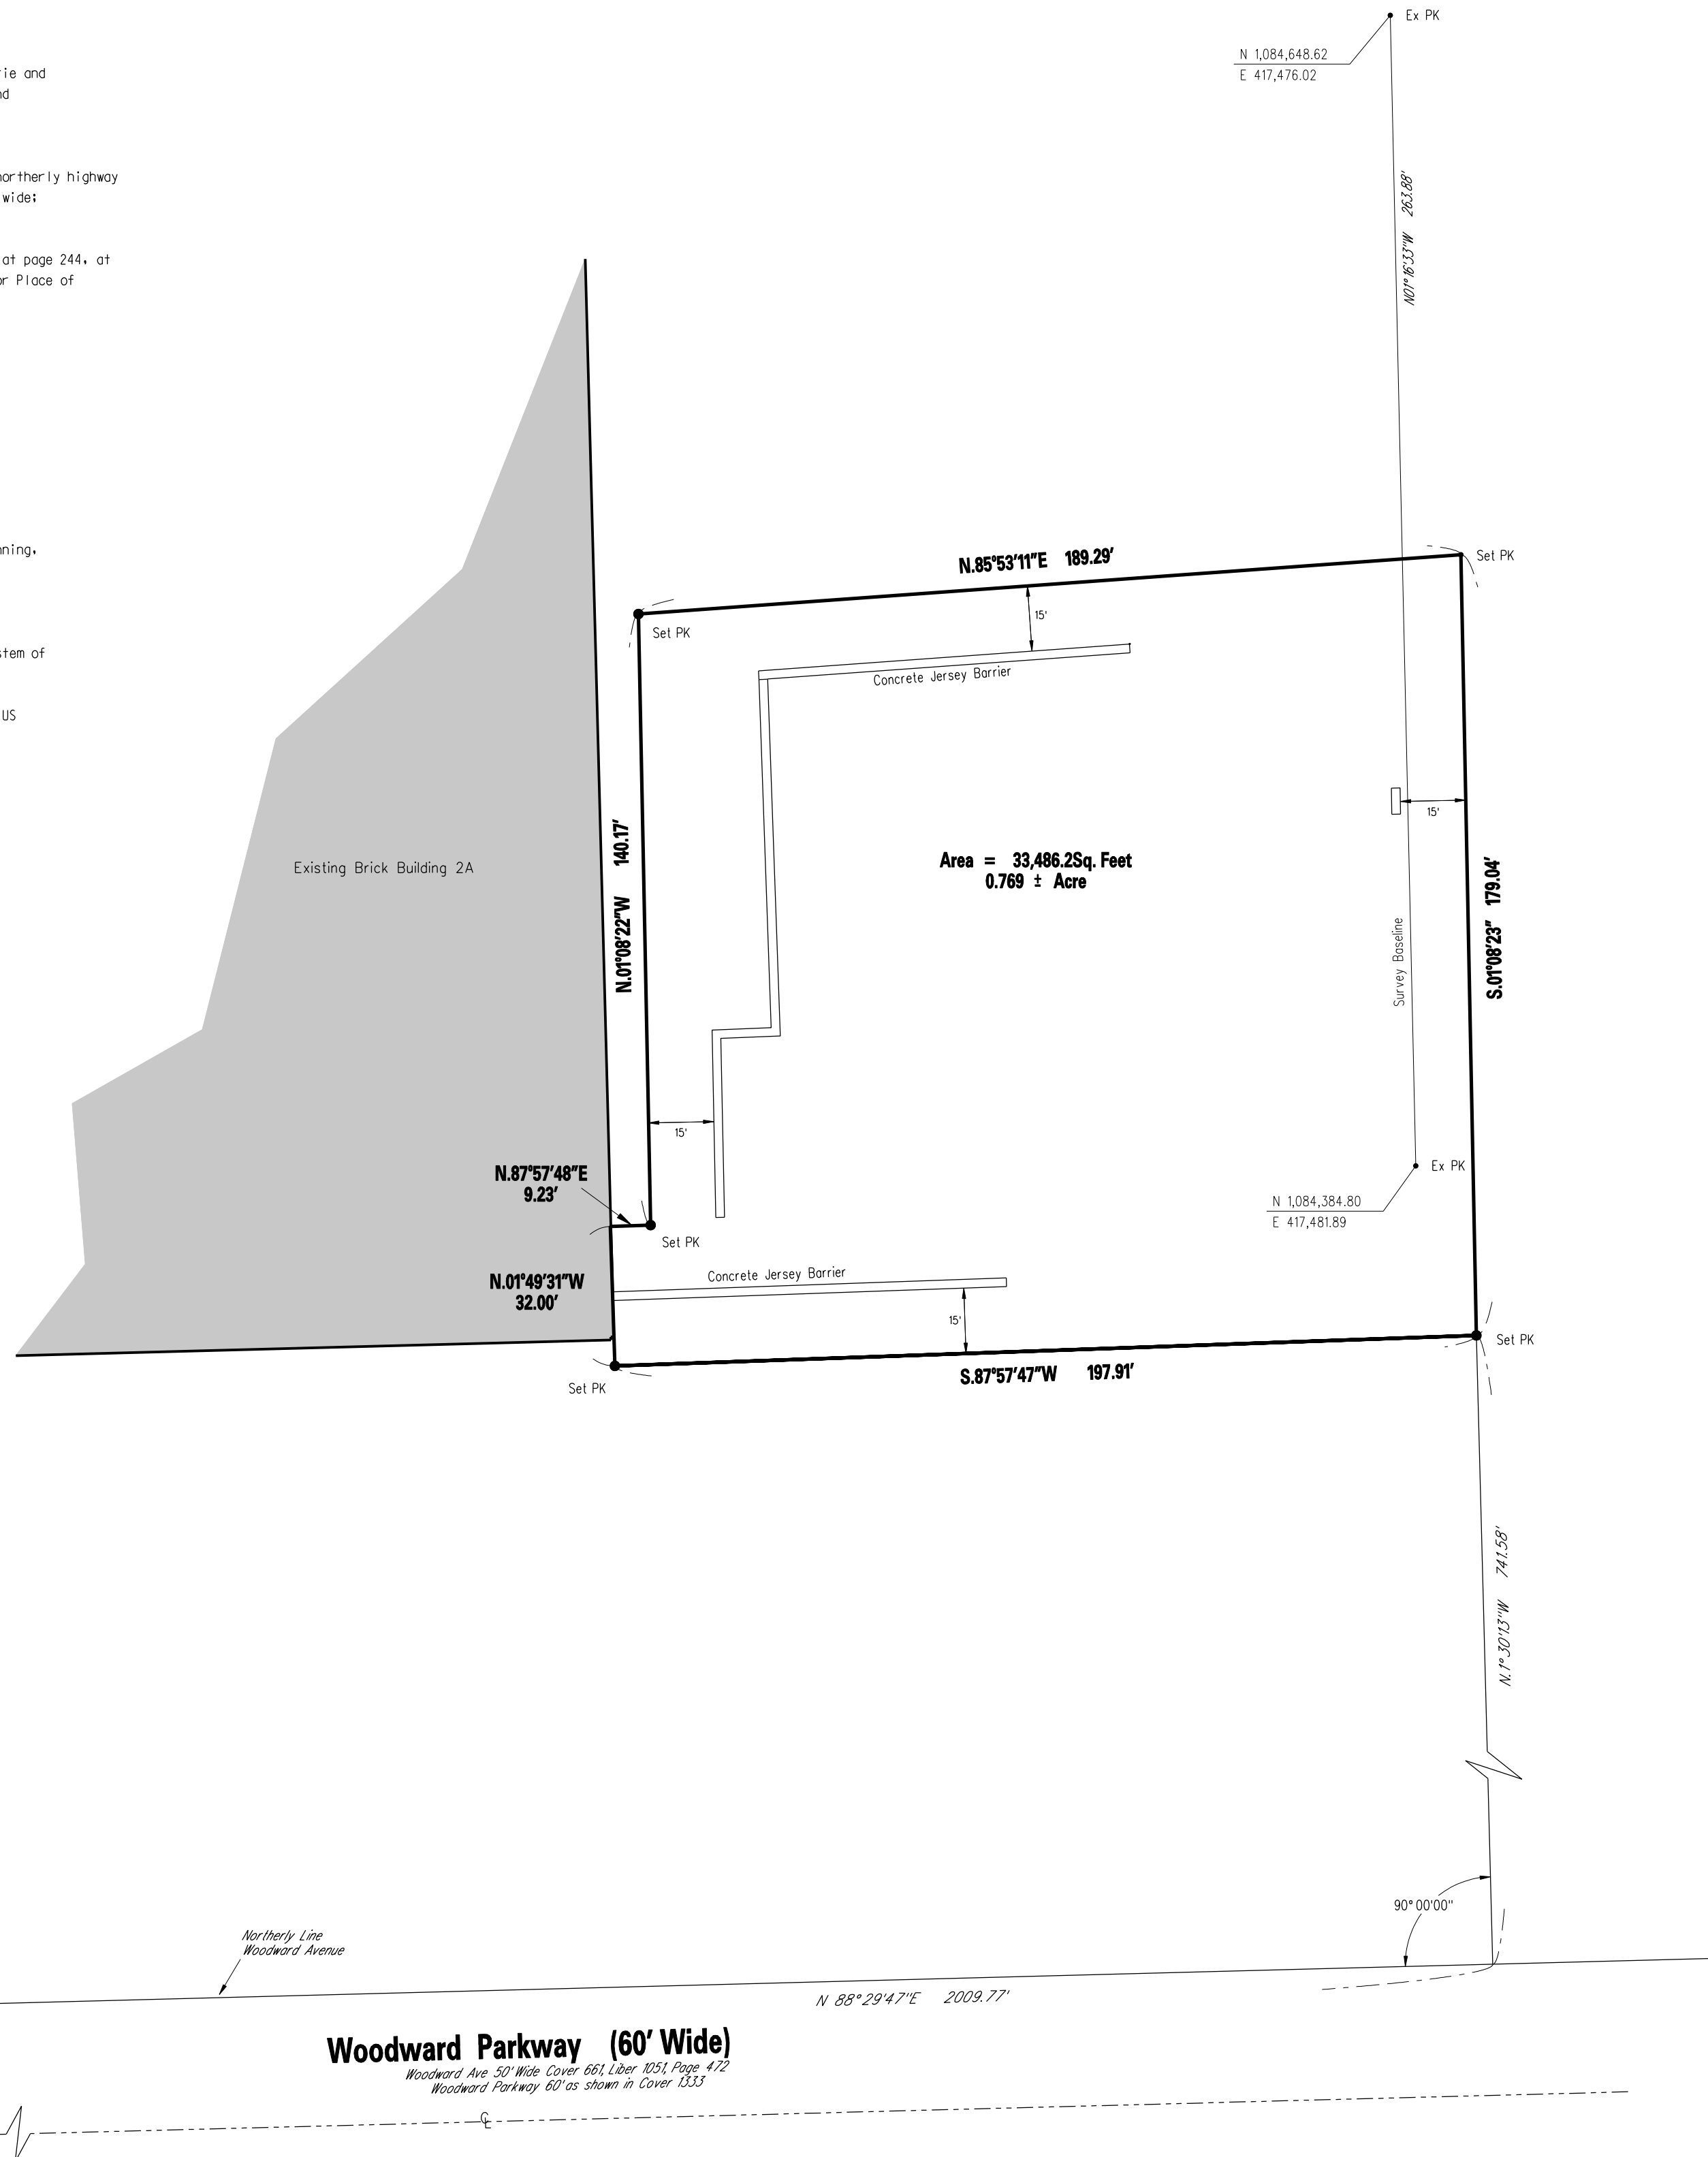 Ex PK
N 1,084,648.62
E 417,476.02
and
northerly highway
wide;
N01°16'33"W 263.88'
at page 244, at
Place of
N.85°53'11"E 189.29'
Set PK
Set PK
15'
Concrete Jersey Barrier
US
15'
N.01°08'22"W 140.17'
Existing Brick Building 2A
Area = 33,486.2Sq. Feet
0.769 ± Acre
S.01°08'23" 179.04'
Survey Baseline
15'
N.87°57'48"E
9.23'
Ex PK
N 1,084,384.80
E 417,481.89
Set PK
N.01°49'31"W
32.00'
Concrete Jersey Barrier
15'
Set PK
S.87°57'47"W 197.91'
Set PK
N.1°30'13"W 741.58'
90°00'00"
Northerly Line
Woodward Avenue
N 88°29'47"E 2009.77'
Woodward Parkway (60' Wide)
Woodward Ave 50' Wide Cover 661, Liber 1051, Page 472
Woodward Parkway 60' as shown in Cover 1333
℄